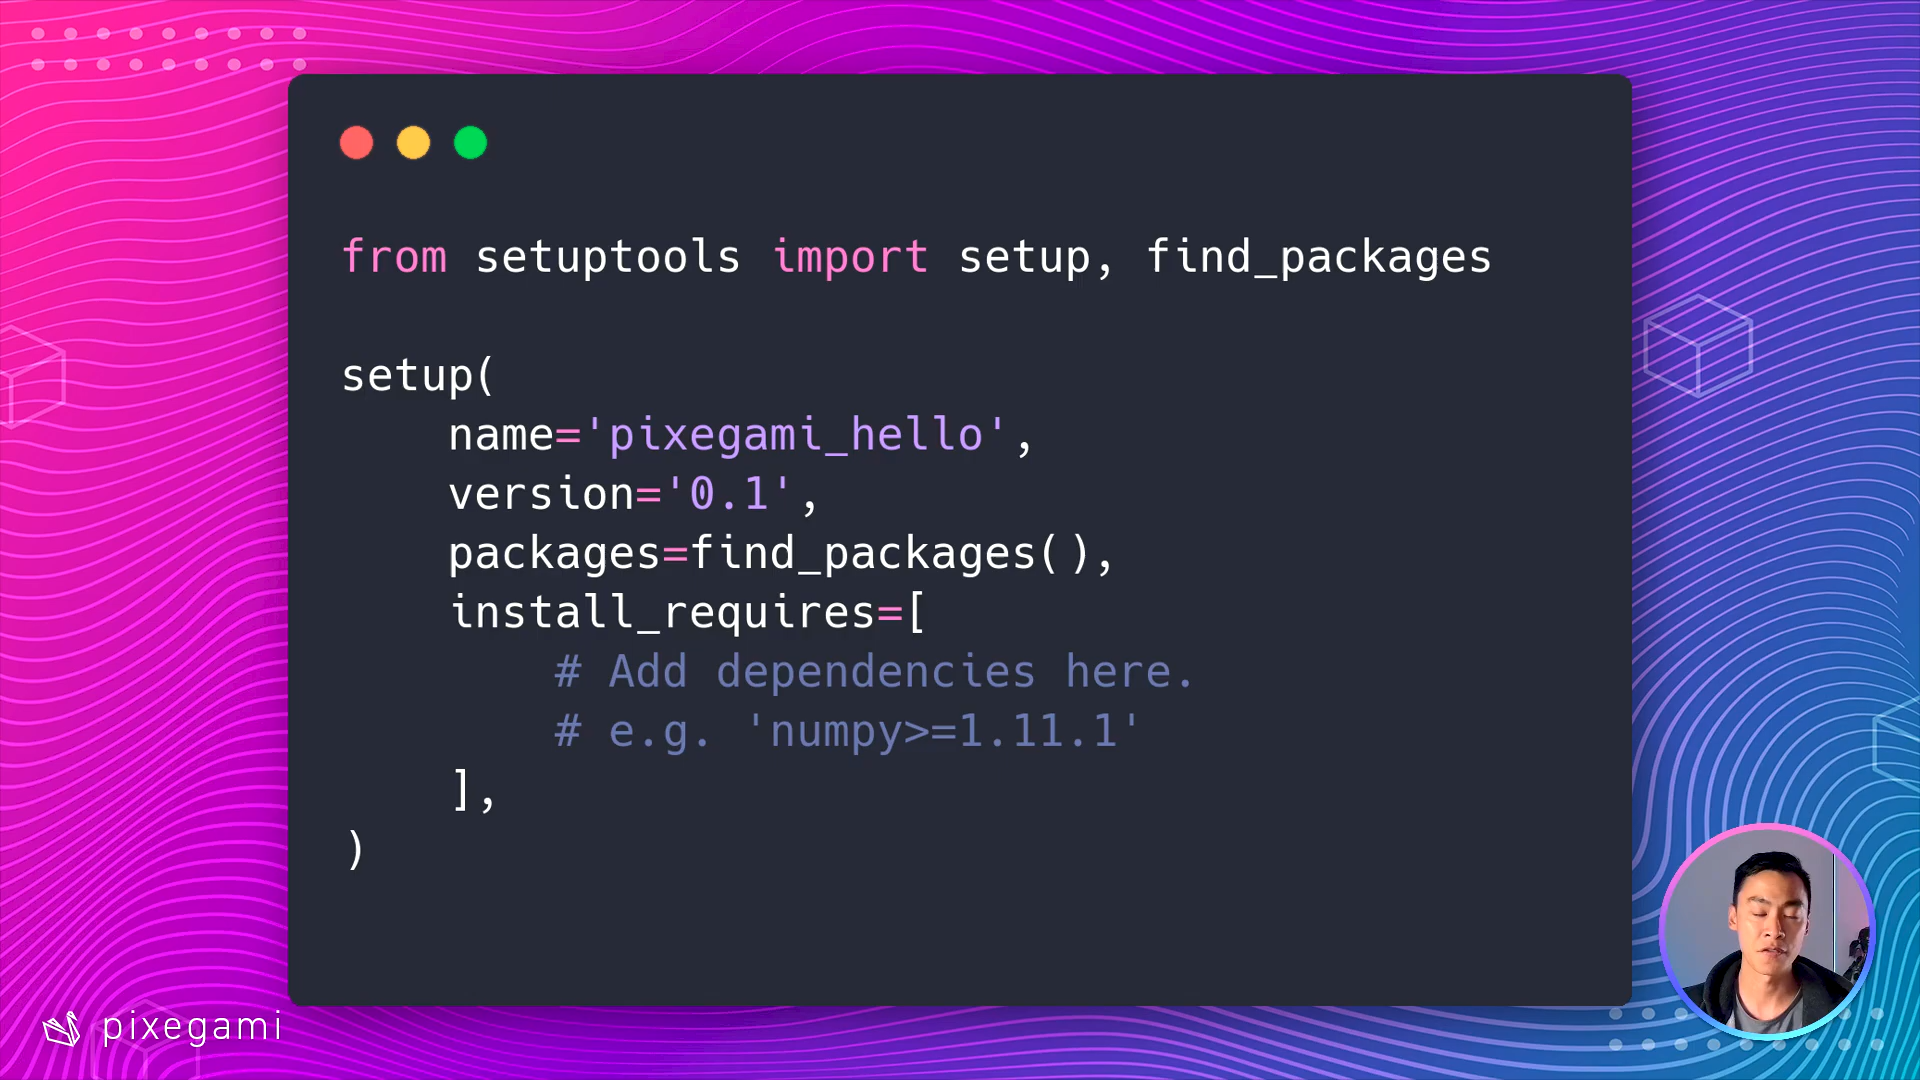 from setuptools import setup, find_packages

setup(
    name='pixegami_hello',
    version='0.1',
    packages=find_packages(),
    install_requires=[
        # Add dependencies here.
        # e.g. 'numpy>=1.11.1'
    ],
)
pixegami